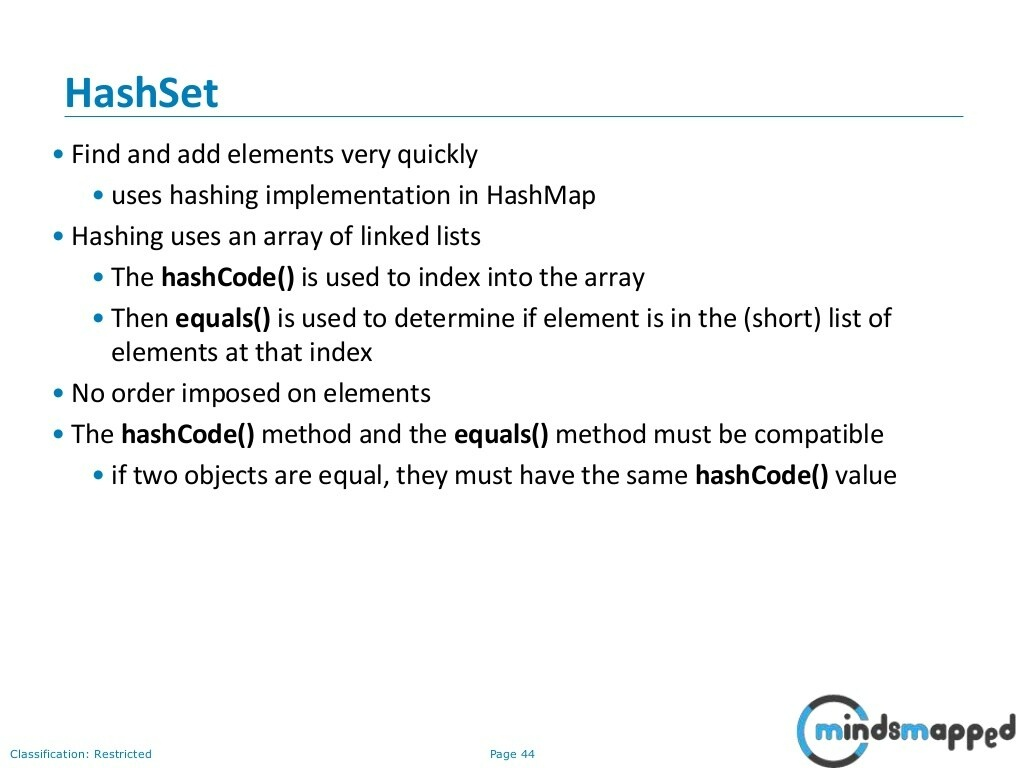 HashSet
• Find and add elements very quickly
• uses hashing implementation in HashMap
• Hashing uses an array of linked lists
• The hashCode() is used to index into the array
• Then equals() is used to determine if element is in the (short) list of
elements at that index
• No order imposed on elements
• The hashCode() method and the equals() method must be compatible
• if two objects are equal, they must have the same hashCode() value
mindsmapped
Classification: Restricted
Page 44